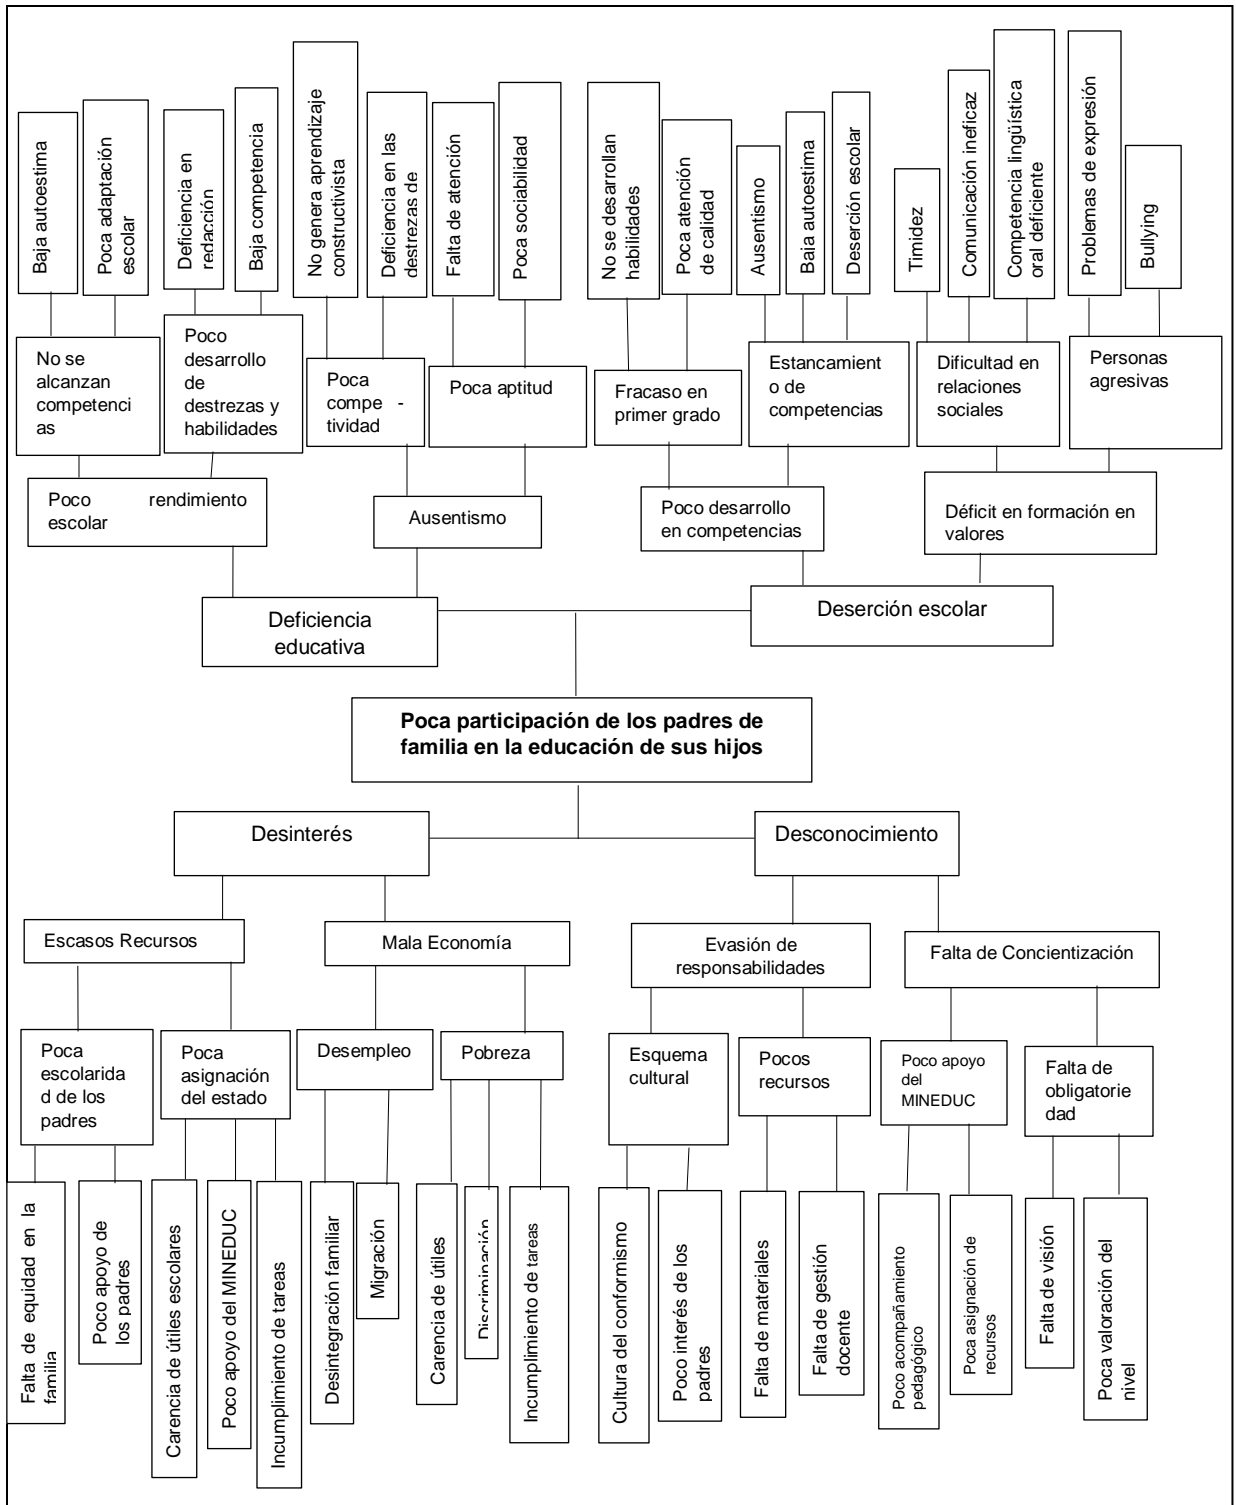 Baja autoestima
Poca adaptación
escolar
Deficiencia en
redacción
Baja competencia
No genera aprendizaje
constructivista
Deficiencia en las
destrezas de
Falta de atención
Poca sociabilidad
No se desarrollan
habilidades
Poca atención
de calidad
Ausentismo
Baja autoestima
Deserción escolar
Timidez
Comunicación ineficaz
Competencia lingüística
oral deficiente
Problemas de expresión
Bullying
No se
alcanzan
competenci
as
Poco
desarrollo
de
destrezas y
habilidades
Poca
compe -
tividad
Poca aptitud
Fracaso en
primer grado
Estancamient
o de
competencias
Dificultad en
relaciones
sociales
Personas
agresivas
Poco rendimiento
escolar
Ausentismo
Poco desarrollo
en competencias
Déficit en formación en
valores
Deficiencia
educativa
Deserción escolar
Poca participación de los padres de
familia en la educación de sus hijos
Desinterés
Desconocimiento
Escasos Recursos
Mala Economía
Evasión de
responsabilidades
Falta de Concientización
Poca
escolarida
d de los
padres
Poca
asignación
del estado
Desempleo
Pobreza
Esquema
cultural
Pocos
recursos
Poco apoyo
del
MINEDUC
Falta de
obligatorie
dad
Falta de equidad en la
familia
Poco apoyo de
los padres
Carencia de útiles escolares
Poco apoyo del MINEDUC
Incumplimiento de tareas
Desintegración familiar
Migración
Carencia de útiles
Discriminación
Incumplimiento de tareas
Cultura del conformismo
Poco interés de los
padres
Falta de materiales
Falta de gestión
docente
Poco acompañamiento
pedagógico
Poca asignación de
recursos
Falta de visión
Poca valoración del
nivel